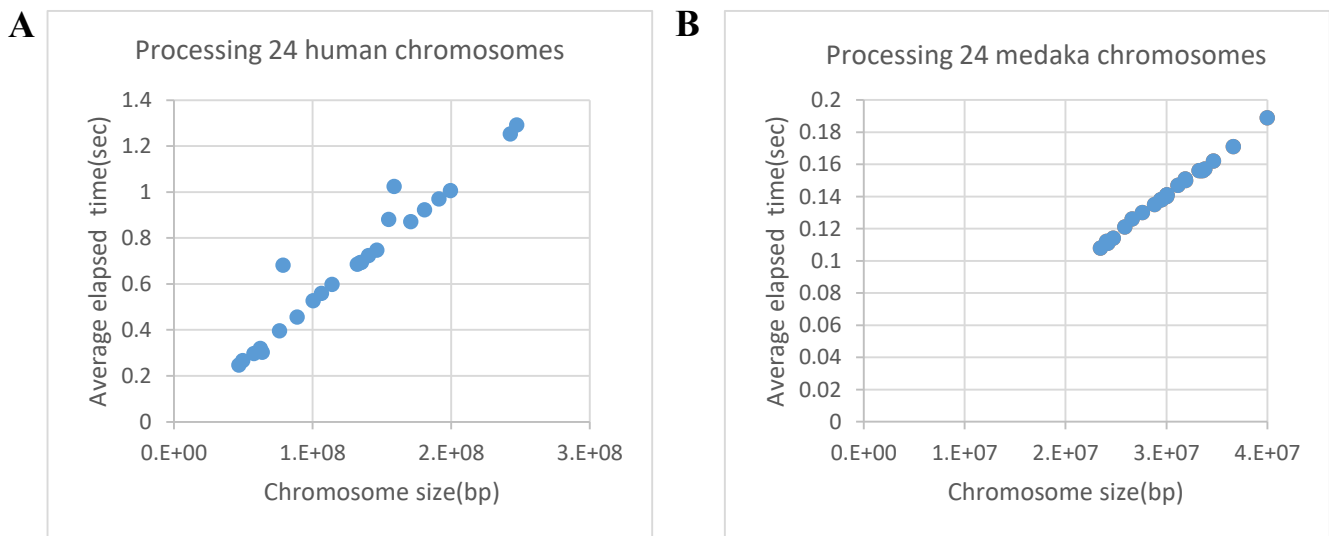 A
Processing 24 human chromosomes
Average elapsed time(sec)
1.4
1.2
1
0.8
0.6
0.4
0.2
0
0.E+00 1.E+08 2.E+08 3.E+08
Chromosome size(bp)
B
Processing 24 medaka chromosomes
Average elapsed time(sec)
0.2
0.18
0.16
0.14
0.12
0.1
0.08
0.06
0.04
0.02
0
0.E+00 1.E+07 2.E+07 3.E+07 4.E+07
Chromosome size(bp)